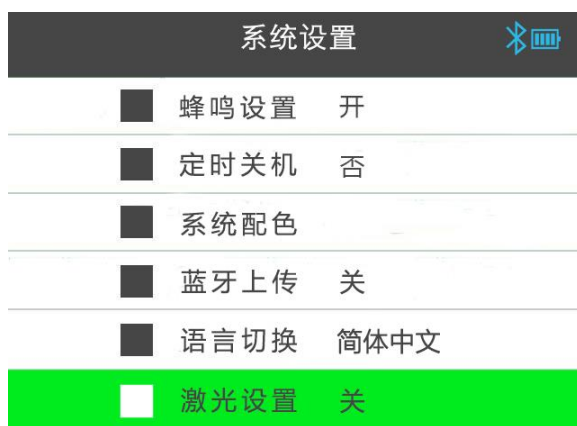 系统设置
蜂鸣设置 开
定时关机 否
系统配色
蓝牙上传 关
语言切换 简体中文
激光设置 关